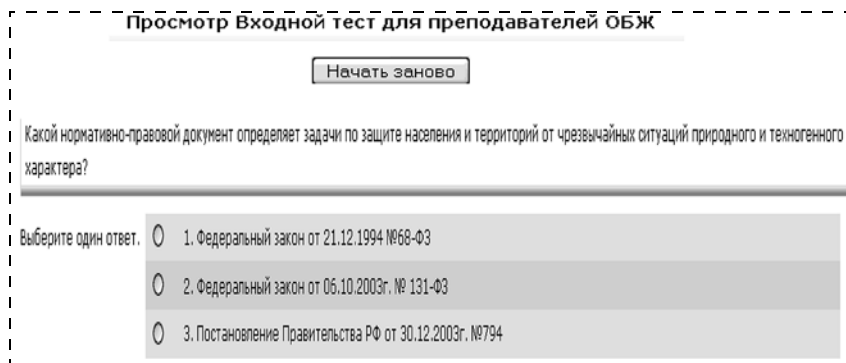 Просмотр Входной тест для преподавателей ОБЖ
Начать заново
Какой нормативно-правовой документ определяет задачи по защите населения и территорий от чрезвычайных ситуаций природного и техногенного
характера?
Выберите один ответ.
1. Федеральный закон от 21.12.1994 №68-ФЗ
2. Федеральный закон от 06.10.2003г. № 131-ФЗ
3. Постановление Правительства РФ от 30.12.2003г. №794